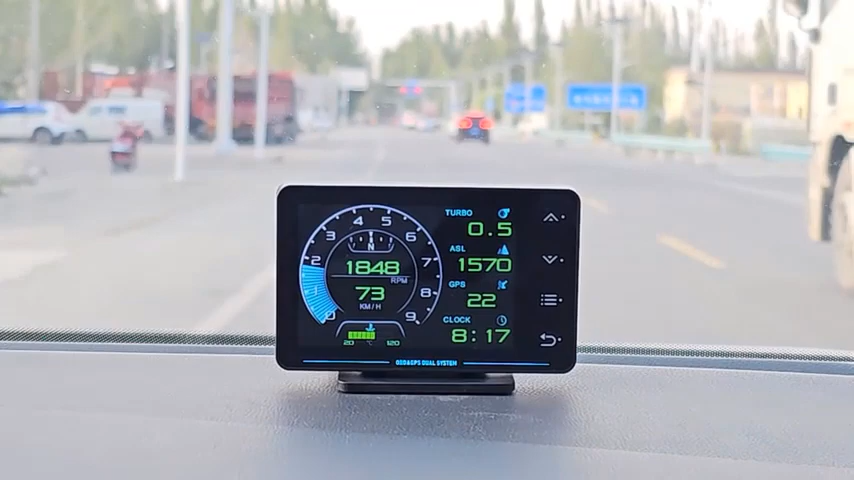 TURBO
0.5
ASL
1570
GPS
22
CLOCK
8:17
0 1 2 3 4 5 6 7 8 9
N
1848
RPM
73
KM/H
20 °C 120
OBD&GPS DUAL SYSTEM